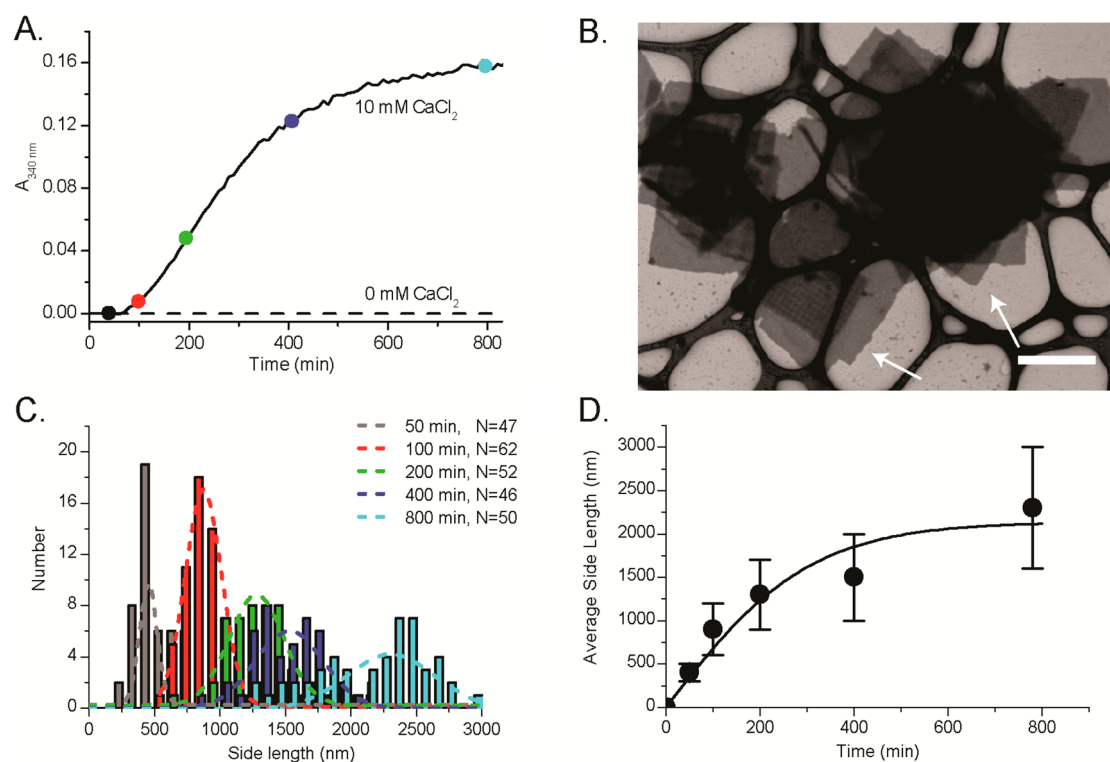 A.
0.16
0.12
0.08
0.04
0.00
A340 nm
10 mM CaCl2
0 mM CaCl2
0 200 400 600 800
Time (min)
B.
C.
20
16
12
8
4
0
Number
50 min, N=47
100 min, N=62
200 min, N=52
400 min, N=46
800 min, N=50
0 500 1000 1500 2000 2500 3000
Side length (nm)
D.
3000
2500
2000
1500
1000
500
0
Average Side Length (nm)
0 200 400 600 800
Time (min)